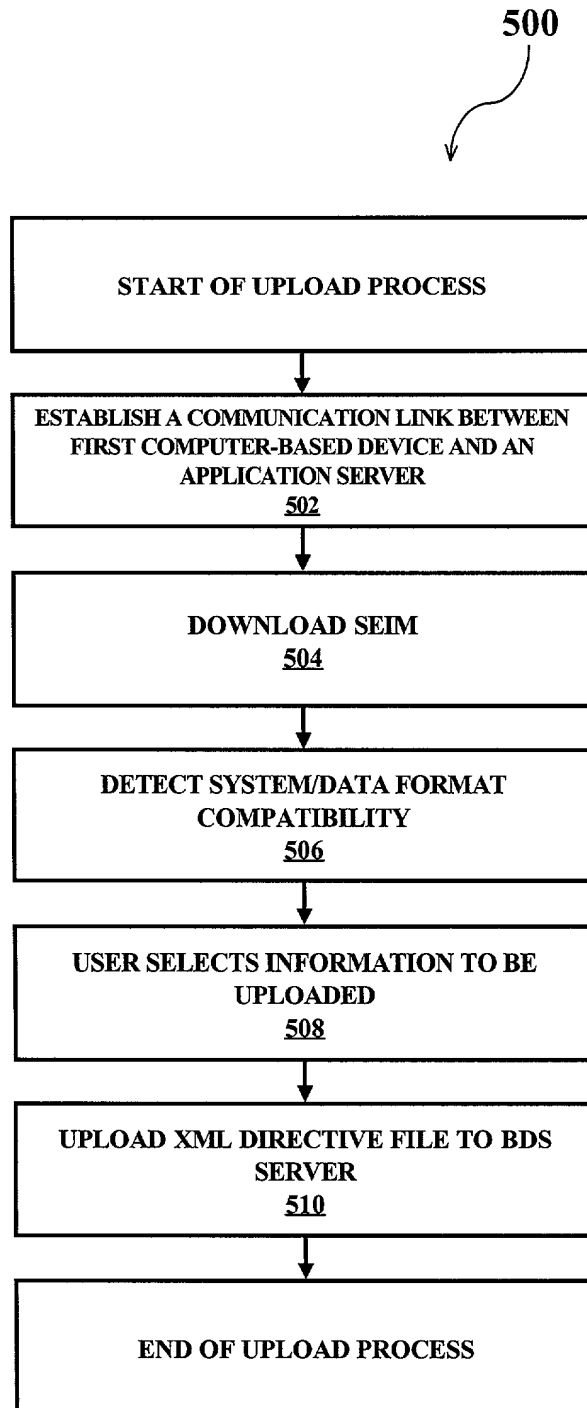 500
START OF UPLOAD PROCESS
ESTABLISH A COMMUNICATION LINK BETWEEN
FIRST COMPUTER-BASED DEVICE AND AN
APPLICATION SERVER
502
DOWNLOAD SEIM
504
DETECT SYSTEM/DATA FORMAT
COMPATIBILITY
506
USER SELECTS INFORMATION TO BE
UPLOADED
508
UPLOAD XML DIRECTIVE FILE TO BDS
SERVER
510
END OF UPLOAD PROCESS